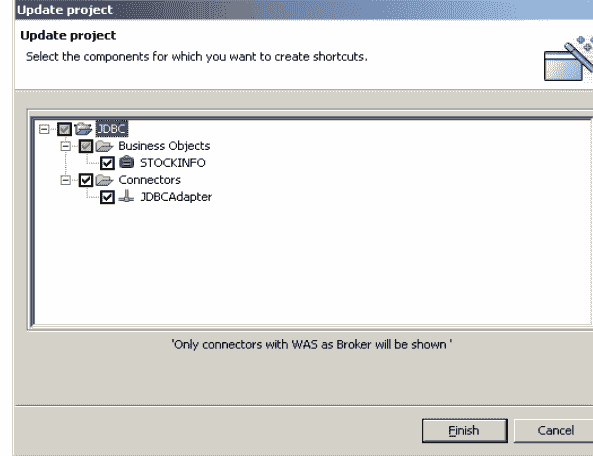 Update project
Update project
Select the components for which you want to create shortcuts.
JDBC
Business Objects
STOCKINFO
Connectors
JDBCAdapter
'Only connectors with WAS as Broker will be shown '
Finish
Cancel